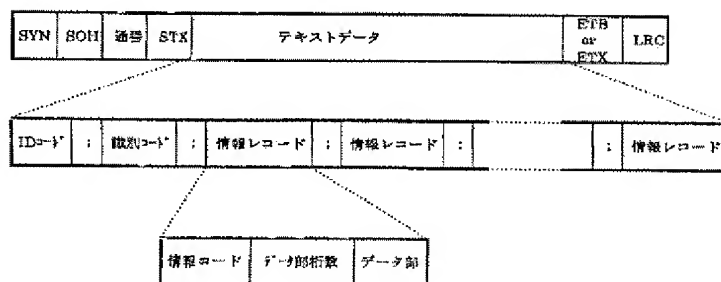 SYN SOH 通番 STX テキストデータ ETB or ETX LRC
IDコード ; 識別コード ; 情報レコード ; 情報レコード ; ; 情報レコード
情報コード データ部桁数 データ部